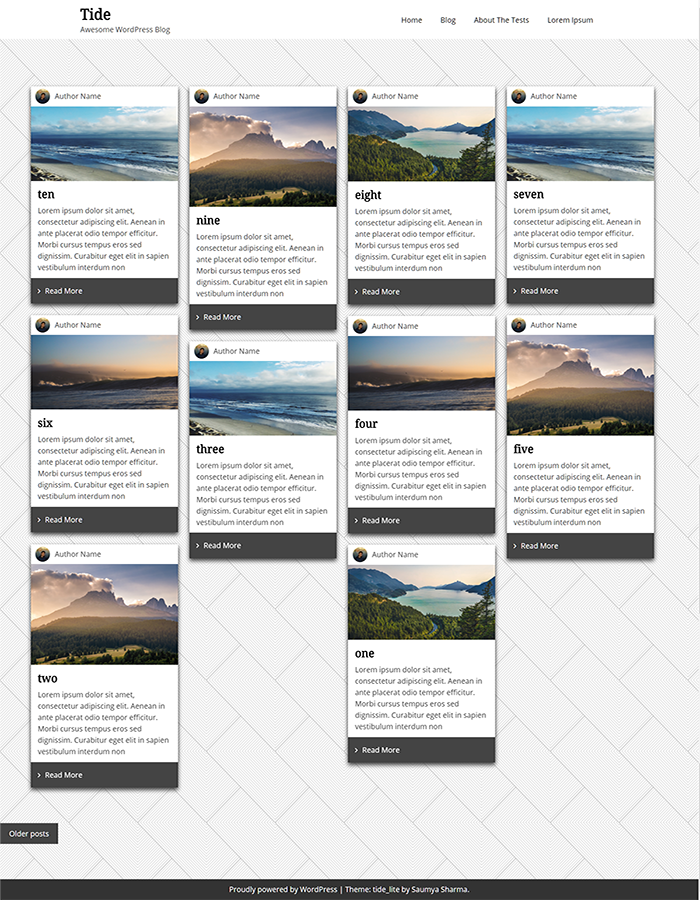 Tide
Awesome WordPress Blog
Home
Blog
About The Tests
Lorem Ipsum
Author Name
ten
Lorem ipsum dolor sit amet,
consectetur adipiscing elit. Aenean in
ante placerat odio tempor efficitur.
Morbi cursus tempus eros sed
dignissim. Curabitur eget elit in sapien
vestibulum interdum non
› Read More
Author Name
nine
Lorem ipsum dolor sit amet,
consectetur adipiscing elit. Aenean in
ante placerat odio tempor efficitur.
Morbi cursus tempus eros sed
dignissim. Curabitur eget elit in sapien
vestibulum interdum non
› Read More
Author Name
eight
Lorem ipsum dolor sit amet,
consectetur adipiscing elit. Aenean in
ante placerat odio tempor efficitur.
Morbi cursus tempus eros sed
dignissim. Curabitur eget elit in sapien
vestibulum interdum non
› Read More
Author Name
seven
Lorem ipsum dolor sit amet,
consectetur adipiscing elit. Aenean in
ante placerat odio tempor efficitur.
Morbi cursus tempus eros sed
dignissim. Curabitur eget elit in sapien
vestibulum interdum non
› Read More
Author Name
six
Lorem ipsum dolor sit amet,
consectetur adipiscing elit. Aenean in
ante placerat odio tempor efficitur.
Morbi cursus tempus eros sed
dignissim. Curabitur eget elit in sapien
vestibulum interdum non
› Read More
Author Name
three
Lorem ipsum dolor sit amet,
consectetur adipiscing elit. Aenean in
ante placerat odio tempor efficitur.
Morbi cursus tempus eros sed
dignissim. Curabitur eget elit in sapien
vestibulum interdum non
› Read More
Author Name
four
Lorem ipsum dolor sit amet,
consectetur adipiscing elit. Aenean in
ante placerat odio tempor efficitur.
Morbi cursus tempus eros sed
dignissim. Curabitur eget elit in sapien
vestibulum interdum non
› Read More
Author Name
five
Lorem ipsum dolor sit amet,
consectetur adipiscing elit. Aenean in
ante placerat odio tempor efficitur.
Morbi cursus tempus eros sed
dignissim. Curabitur eget elit in sapien
vestibulum interdum non
› Read More
Author Name
two
Lorem ipsum dolor sit amet,
consectetur adipiscing elit. Aenean in
ante placerat odio tempor efficitur.
Morbi cursus tempus eros sed
dignissim. Curabitur eget elit in sapien
vestibulum interdum non
› Read More
Author Name
one
Lorem ipsum dolor sit amet,
consectetur adipiscing elit. Aenean in
ante placerat odio tempor efficitur.
Morbi cursus tempus eros sed
dignissim. Curabitur eget elit in sapien
vestibulum interdum non
› Read More
Older posts
Proudly powered by WordPress | Theme: tide_lite by Saumya Sharma.